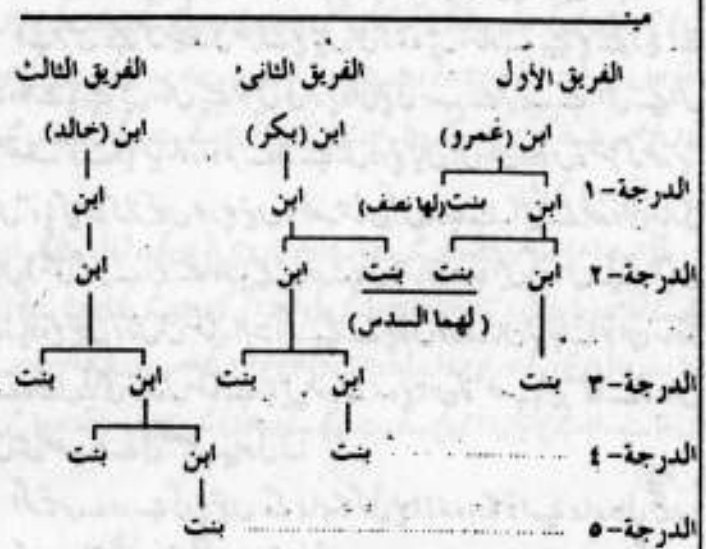 ميت
الفريق الأول الفريق الثانى الفريق الثالث
ابن (عمرو) ابن (بكر) ابن (خالد)
الدرجة-١ ابن بنت (لها نصف) ابن ابن
الدرجة-٢ ابن بنت بنت ابن ابن
(لهما السدس)
الدرجة-٣ بنت ابن بنت ابن بنت
الدرجة-٤ بنت ابن بنت
الدرجة-٥ بنت